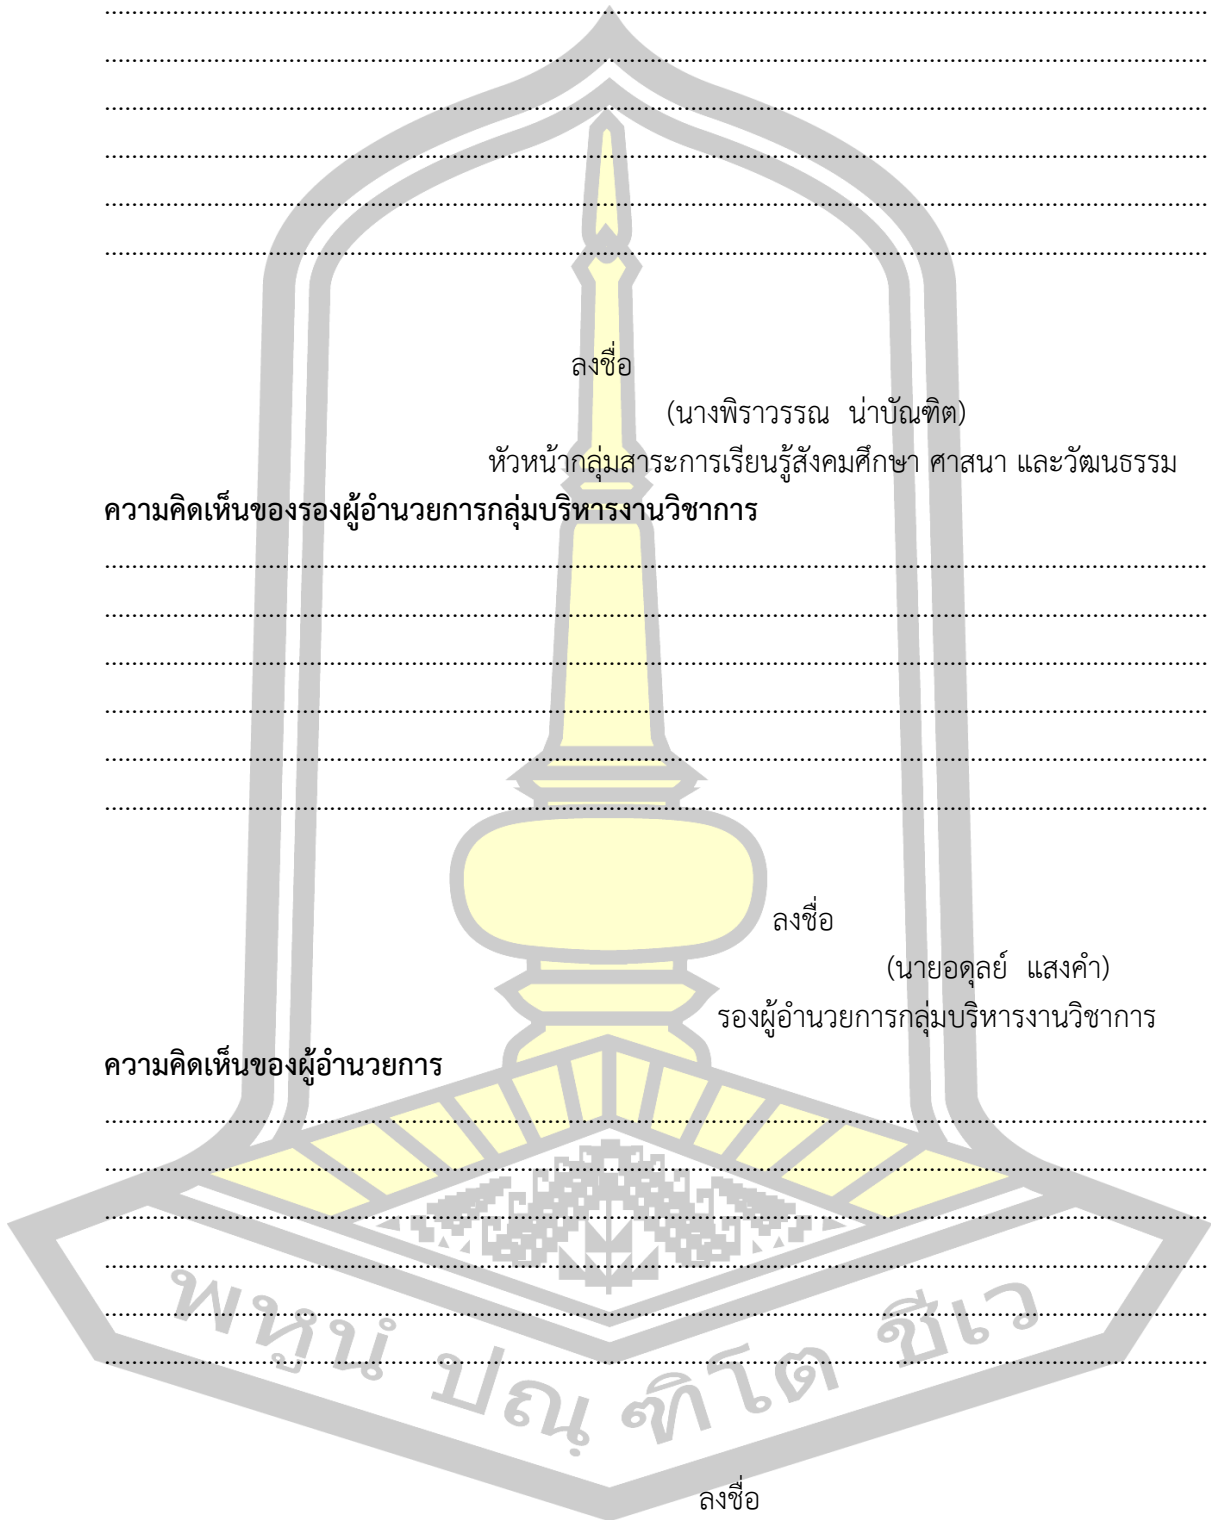 ........................................................................................................................................................
........................................................................................................................................................
........................................................................................................................................................
........................................................................................................................................................
........................................................................................................................................................
........................................................................................................................................................
ลงชื่อ
(นางพิราวรรณ น่าบัณฑิต)
หัวหน้ากลุ่มสาระการเรียนรู้สังคมศึกษา ศาสนา และวัฒนธรรม
ความคิดเห็นของรองผู้อำนวยการกลุ่มบริหารงานวิชาการ
........................................................................................................................................................
........................................................................................................................................................
........................................................................................................................................................
........................................................................................................................................................
........................................................................................................................................................
........................................................................................................................................................
ลงชื่อ
(นายอดุลย์ แสงคำ)
รองผู้อำนวยการกลุ่มบริหารงานวิชาการ
ความคิดเห็นของผู้อำนวยการ
........................................................................................................................................................
........................................................................................................................................................
........................................................................................................................................................
........................................................................................................................................................
........................................................................................................................................................
........................................................................................................................................................
พหูนํ ปณฺฑิโต ชีเว
ลงชื่อ